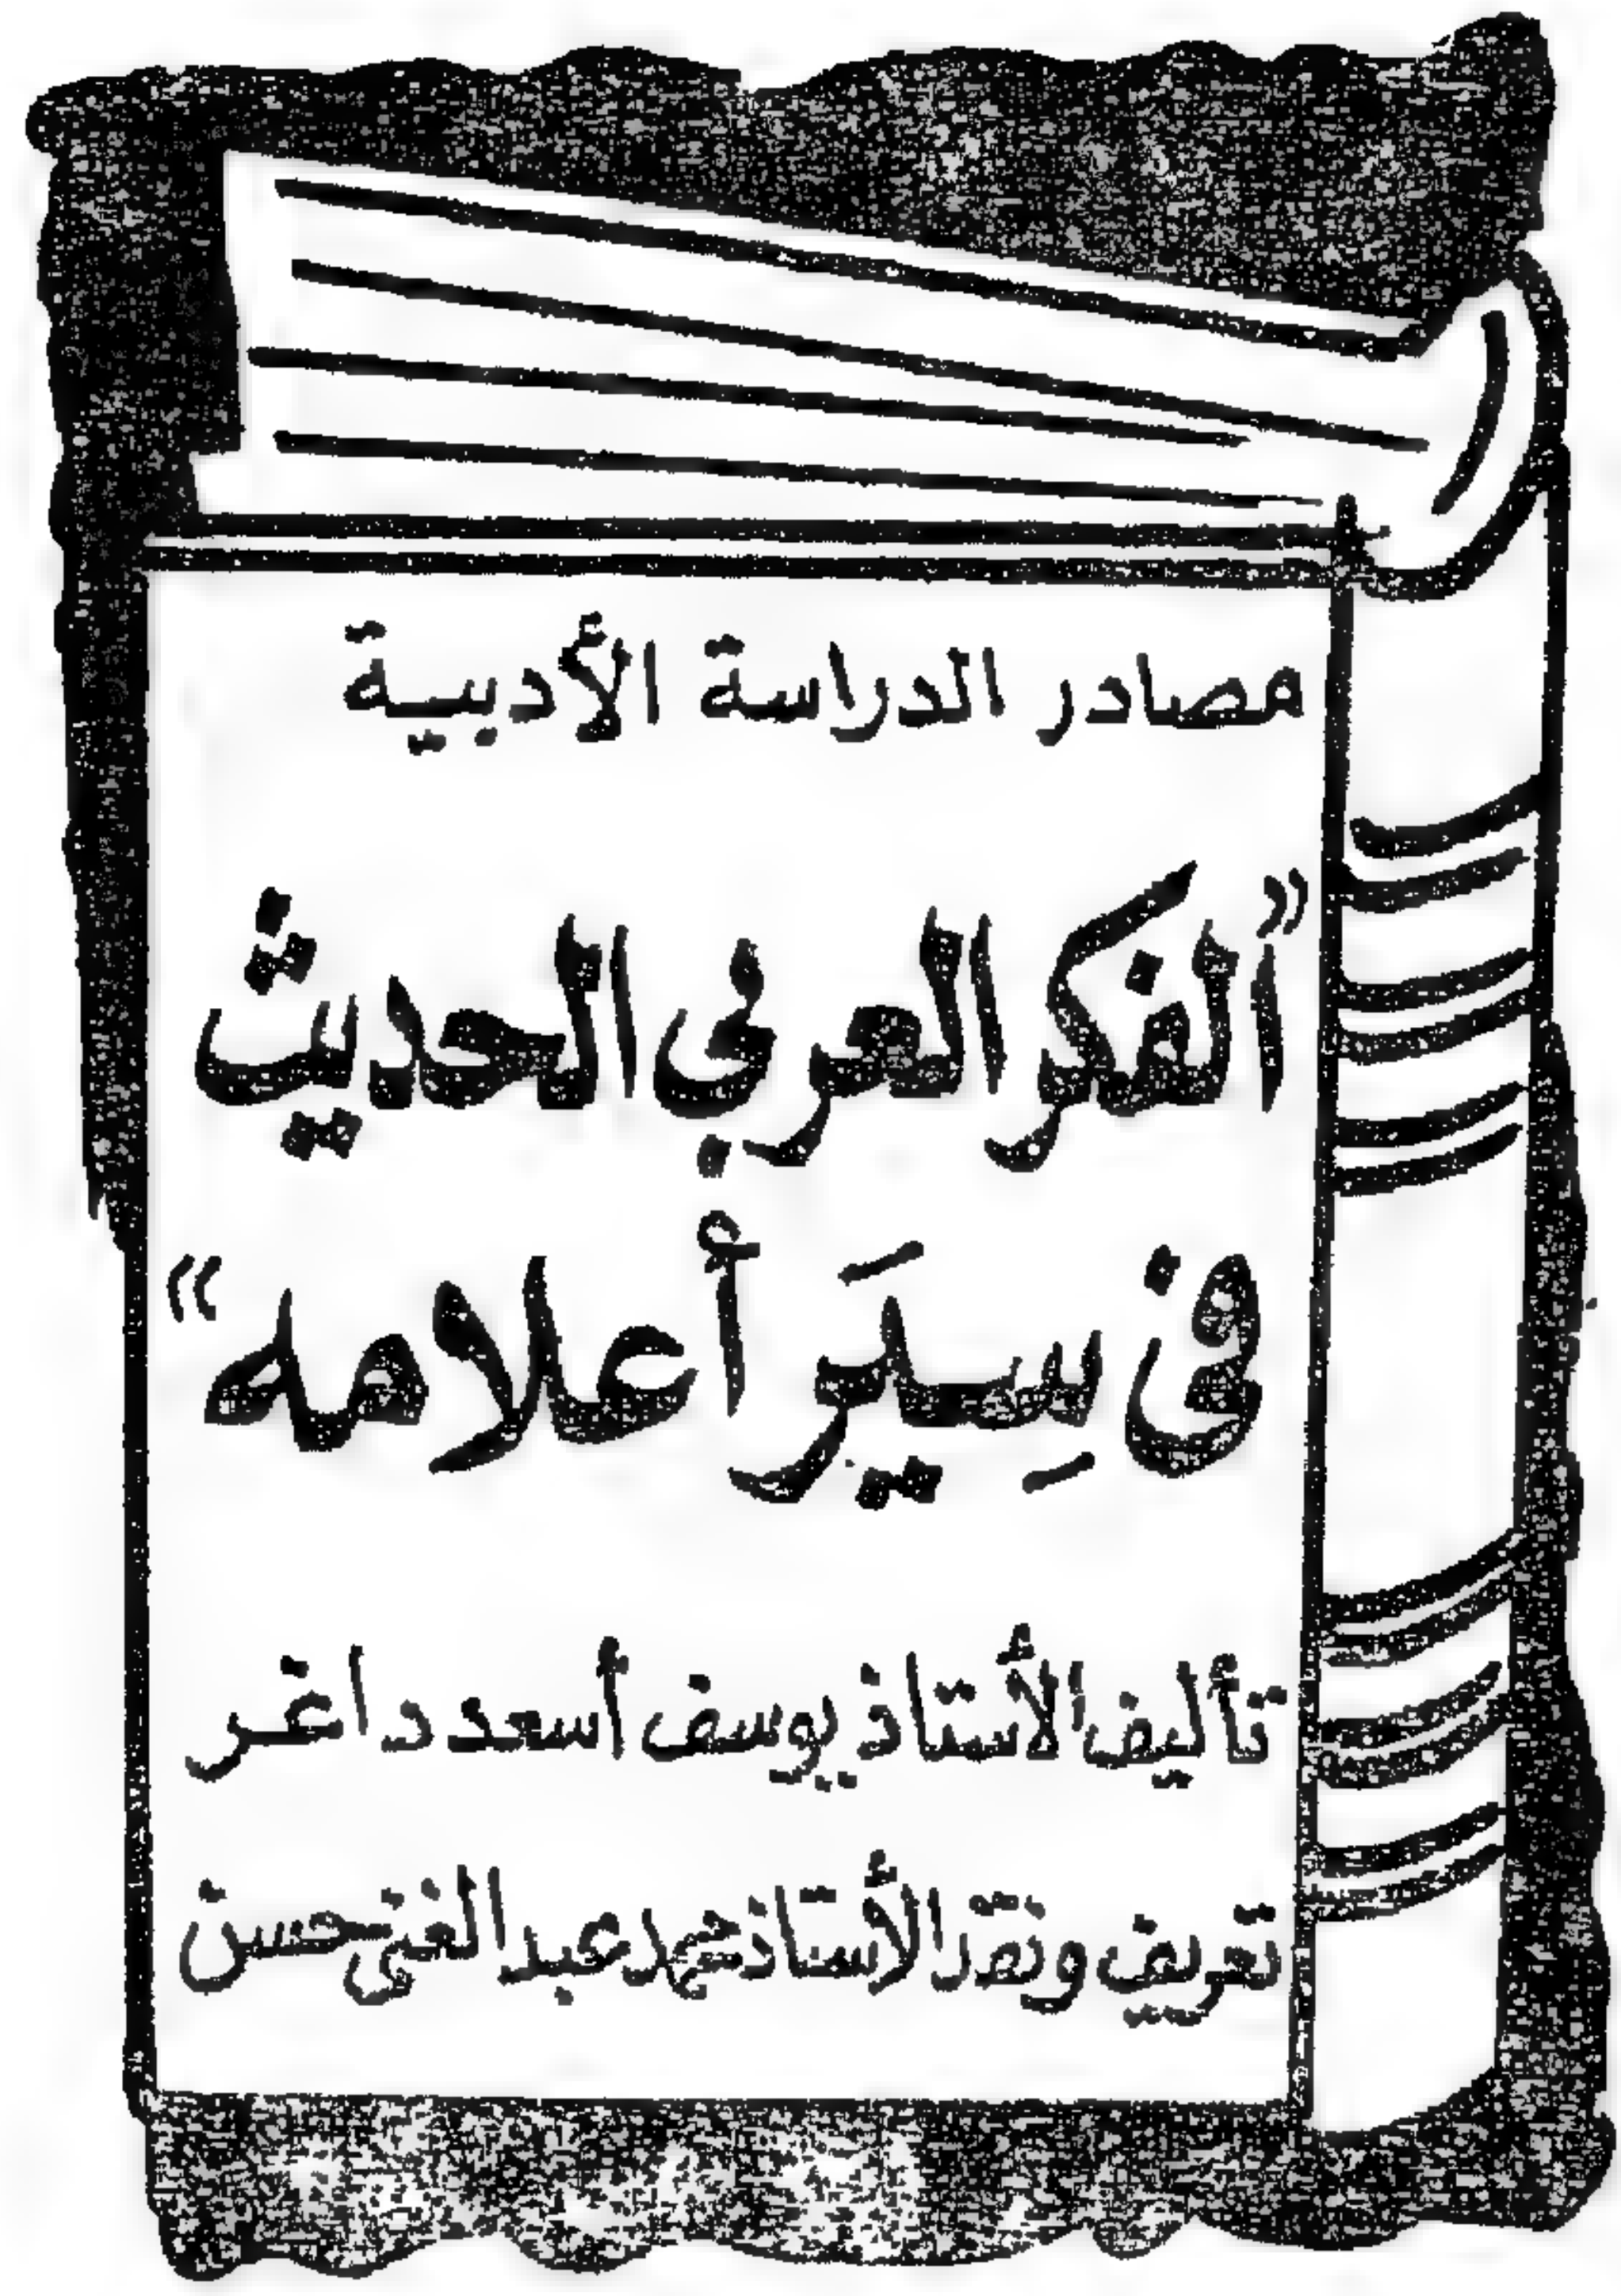 مصادر الدراسة الأدبية
"الفكر العربي الحديث
في سِيَر أعلامه"
تأليف الأستاذ يوسف أسعد داغر
تعريف ونقد الأستاذ محمد عبد الغنى حسن